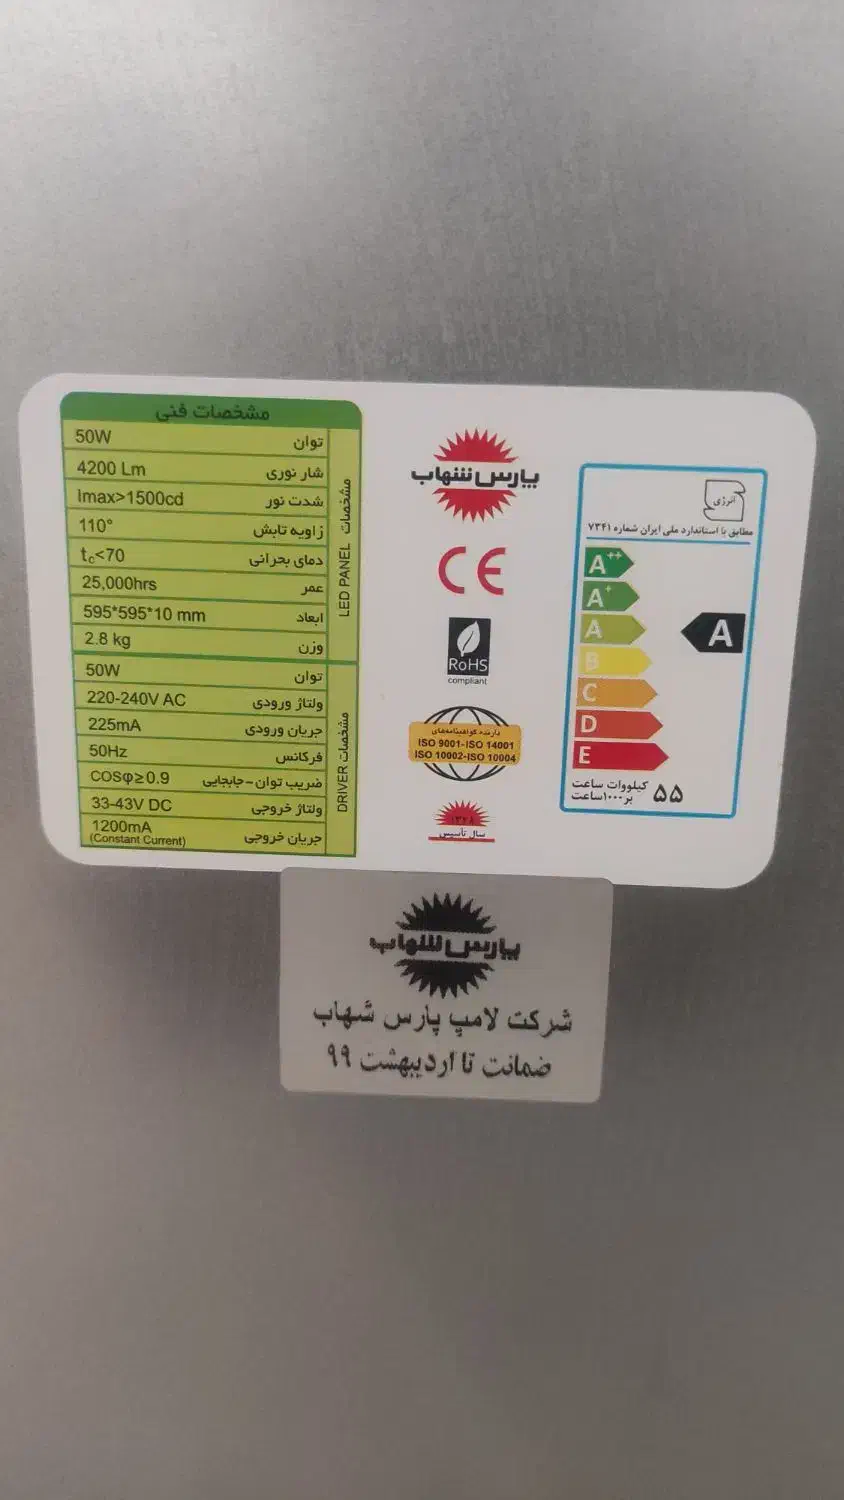 مشخصات فنی
مشخصات LED PANEL
توان 50W
شار نوری 4200 Lm
شدت نور Imax>1500cd
زاویه تابش 110°
دمای بحرانی tc<70
عمر 25,000hrs
ابعاد 595*595*10 mm
وزن 2.8 kg
مشخصات DRIVER
توان 50W
ولتاژ ورودی 220-240V AC
جریان ورودی 225mA
فرکانس 50Hz
ضریب توان-جابجایی COSφ≥0.9
ولتاژ خروجی 33-43V DC
جریان خروجی 1200mA
(Constant Current)
پارس شهاب
CE
RoHS
compliant
دارنده گواهینامه‌های
ISO 9001-ISO 14001
ISO 10002-ISO 10004
۱۳۴۸
سال تأسیس
انرژی
مطابق با استاندارد ملی ایران شماره ۷۳۴۱
A++
A+
A
B
C
D
E
A
۵۵ کیلووات ساعت
بر ۱۰۰۰ساعت
پارس شهاب
شرکت لامپ پارس شهاب
ضمانت تا اردیبهشت ۹۹